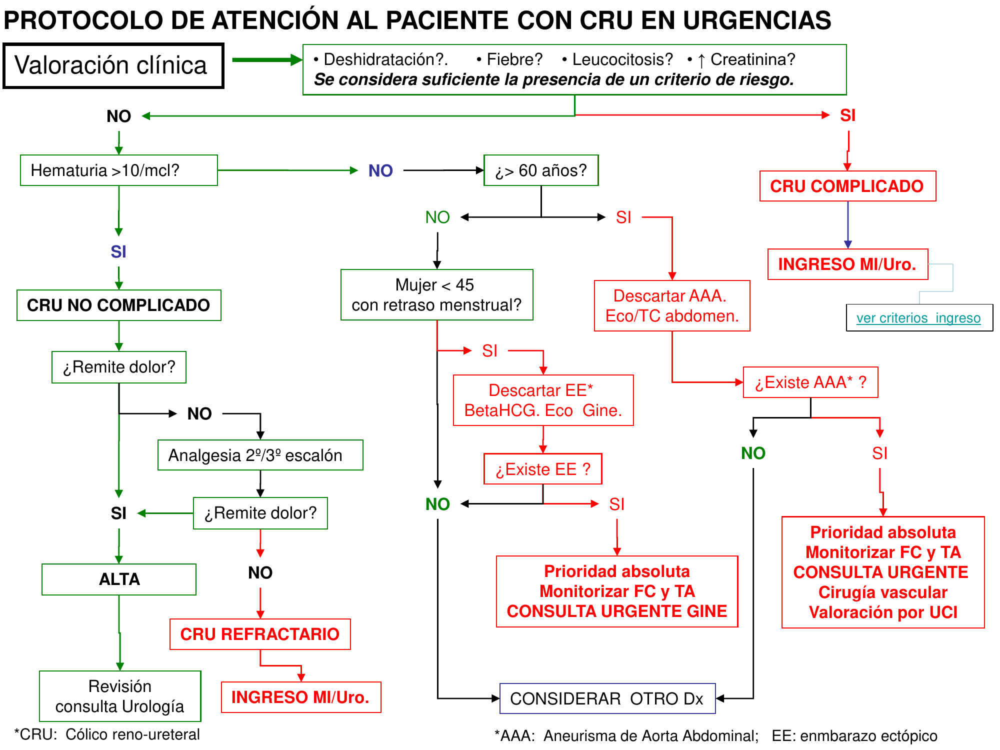 PROTOCOLO DE ATENCIÓN AL PACIENTE CON CRU EN URGENCIAS
Valoración clínica
• Deshidratación?. • Fiebre? • Leucocitosis? • ↑ Creatinina?
Se considera suficiente la presencia de un criterio de riesgo.
NO
SI
Hematuria >10/mcl?
NO
¿> 60 años?
CRU COMPLICADO
NO
SI
SI
INGRESO MI/Uro.
Mujer < 45
con retraso menstrual?
Descartar AAA.
Eco/TC abdomen.
CRU NO COMPLICADO
ver criterios ingreso
¿Remite dolor?
SI
Descartar EE*
BetaHCG. Eco Gine.
¿Existe AAA* ?
NO
Analgesia 2º/3º escalón
¿Existe EE ?
NO
SI
SI
¿Remite dolor?
NO
SI
Prioridad absoluta
Monitorizar FC y TA
CONSULTA URGENTE
Cirugía vascular
Valoración por UCI
ALTA
NO
Prioridad absoluta
Monitorizar FC y TA
CONSULTA URGENTE GINE
CRU REFRACTARIO
Revisión
consulta Urología
INGRESO MI/Uro.
CONSIDERAR OTRO Dx
*CRU: Cólico reno-ureteral
*AAA: Aneurisma de Aorta Abdominal; EE: enmbarazo ectópico